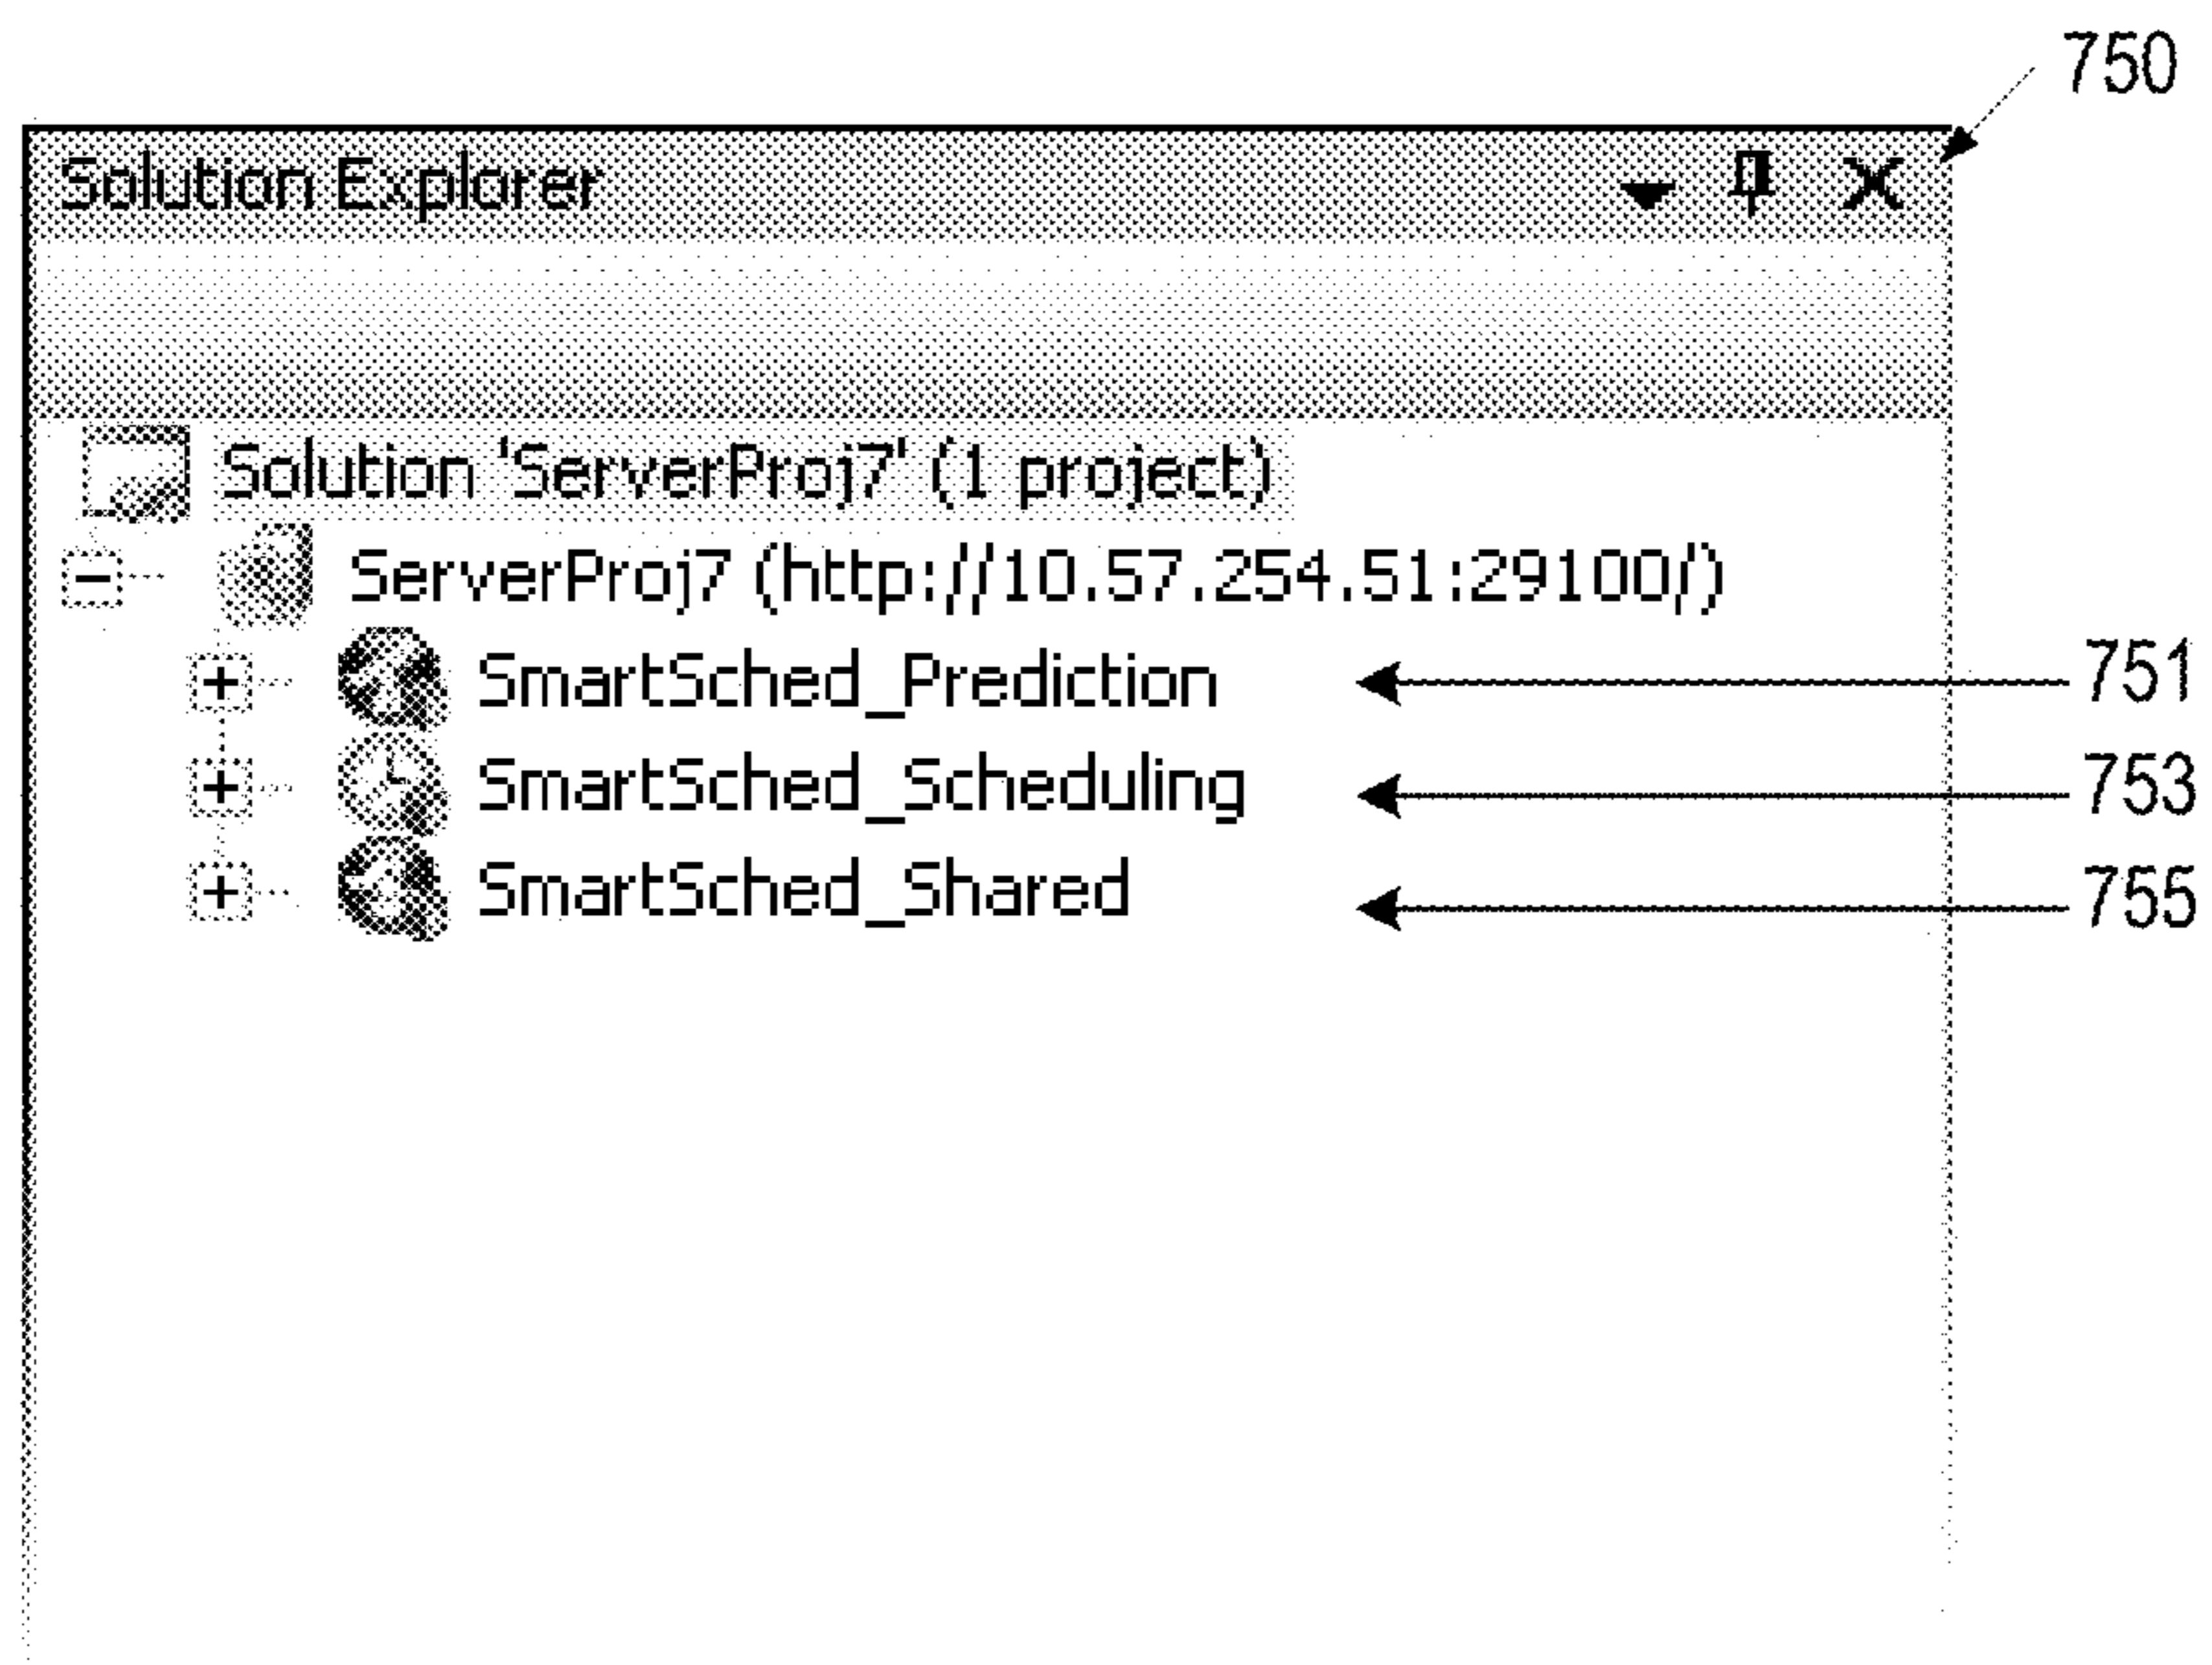 750
Solution Explorer
Solution 'ServerProj7' (1 project)
ServerProj7 (http://10.57.254.51:29100/)
SmartSched_Prediction 751
SmartSched_Scheduling 753
SmartSched_Shared 755